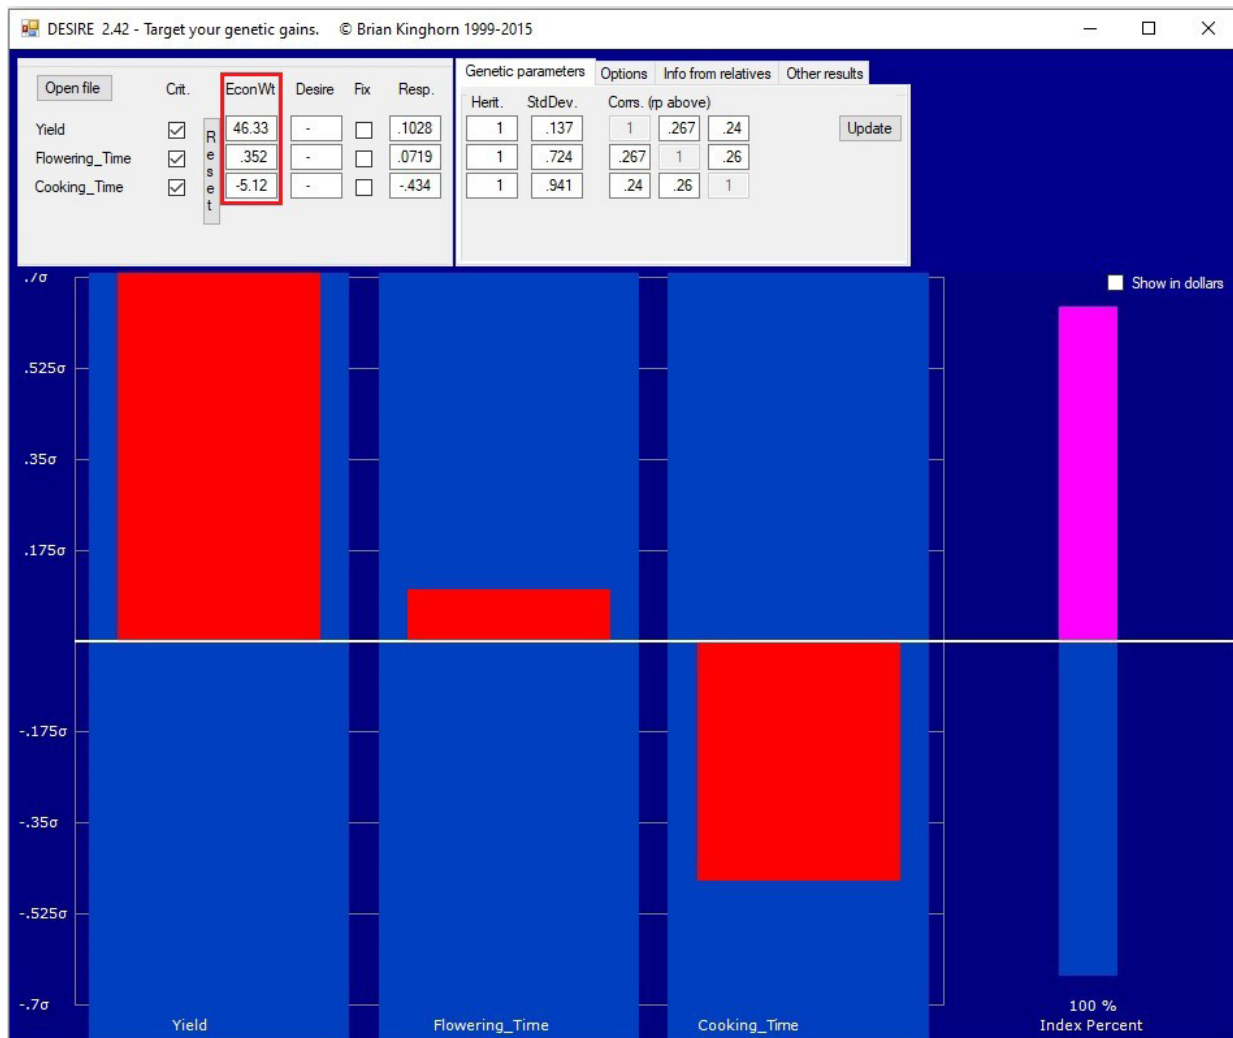 DESIRE 2.42 - Target your genetic gains. © Brian Kinghorn 1999-2015
Open file Crit. EconWt Desire Fix Resp.
Yield 46.33 - .1028
Flowering_Time .352 - .0719
Cooking_Time -5.12 - -.434
Reset
Genetic parameters Options Info from relatives Other results
Herit. StdDev. Corrs. (rp above)
1 .137 1 .267 .24 Update
1 .724 .267 1 .26
1 .941 .24 .26 1
Show in dollars
.7σ
.525σ
.35σ
.175σ
-.175σ
-.35σ
-.525σ
-.7σ
Yield Flowering_Time Cooking_Time
100 %
Index Percent